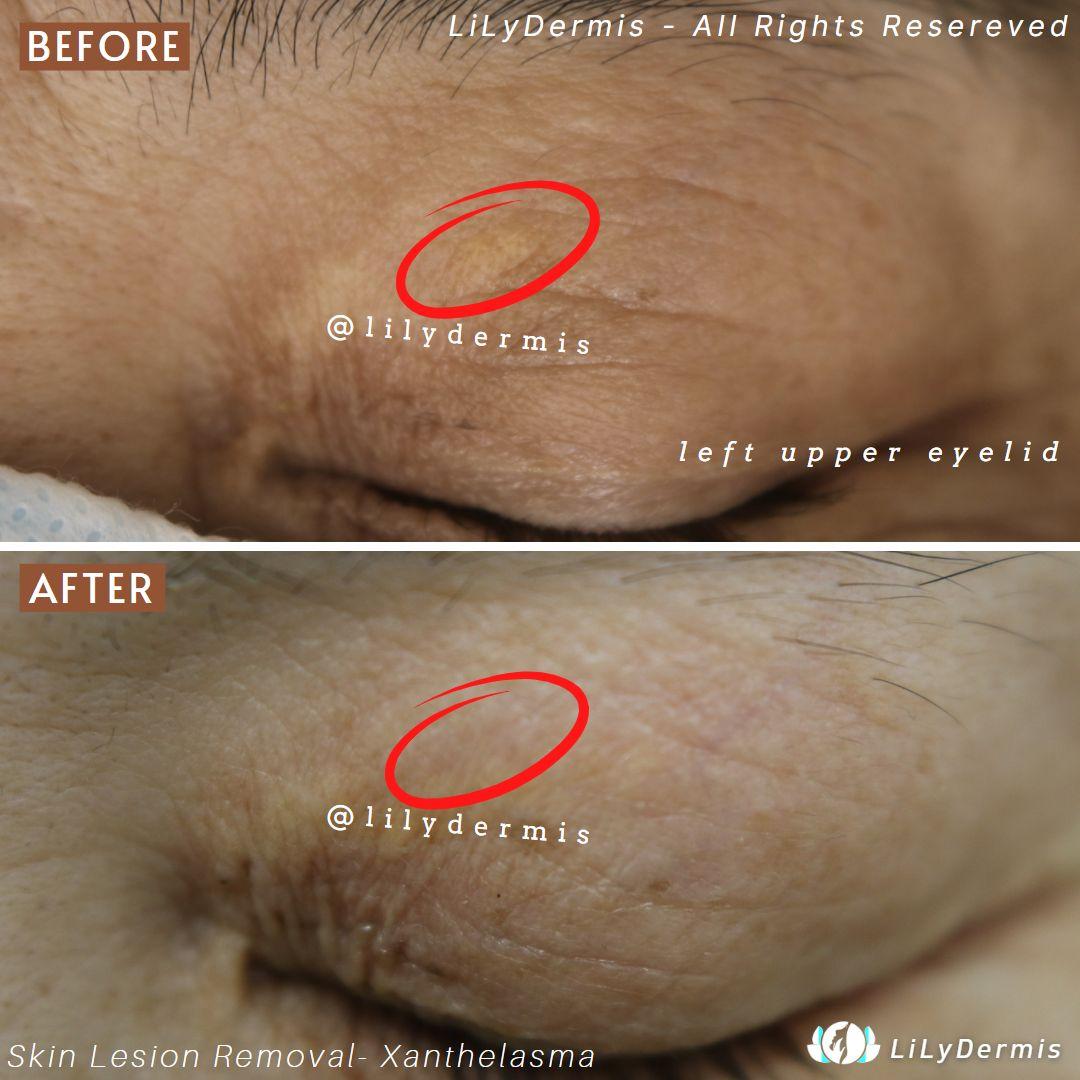 BEFORE
LiLyDermis - All Rights Resereved
@lilydermis
left upper eyelid
AFTER
@lilydermis
Skin Lesion Removal- Xanthelasma
LiLyDermis